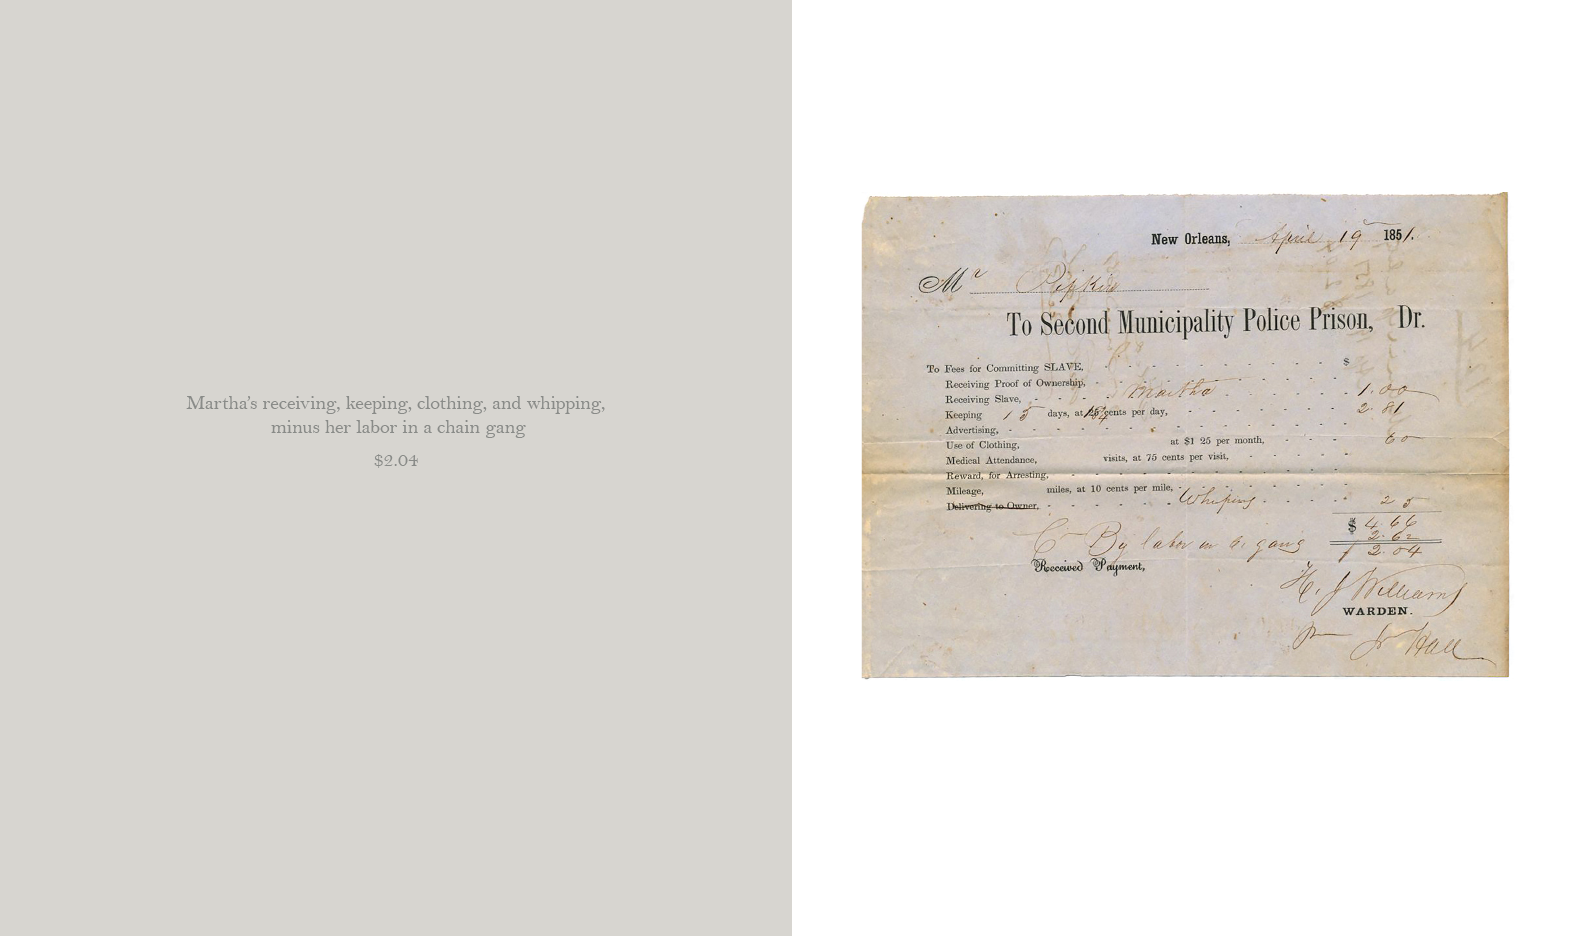 Martha's receiving, keeping, clothing, and whipping,
minus her labor in a chain gang
$2.04
New Orleans, April 19 1851.
Mr Pipkin
To Second Municipality Police Prison, Dr.
To Fees for Committing SLAVE, $
Receiving Proof of Ownership,
Receiving Slave, Martha 1.00
Keeping 15 days, at cents per day, 2.81
Advertising,
Use of Clothing, at $1 25 per month, 60
Medical Attendance, visits, at 75 cents per visit,
Reward, for Arresting,
Mileage, miles, at 10 cents per mile,
Delivering to Owner, Whiping 25
$ 4.66
Cr By labor in c. gang 2.62
$ 2.04
Received Payment,
H. J Williams
WARDEN.
Hall